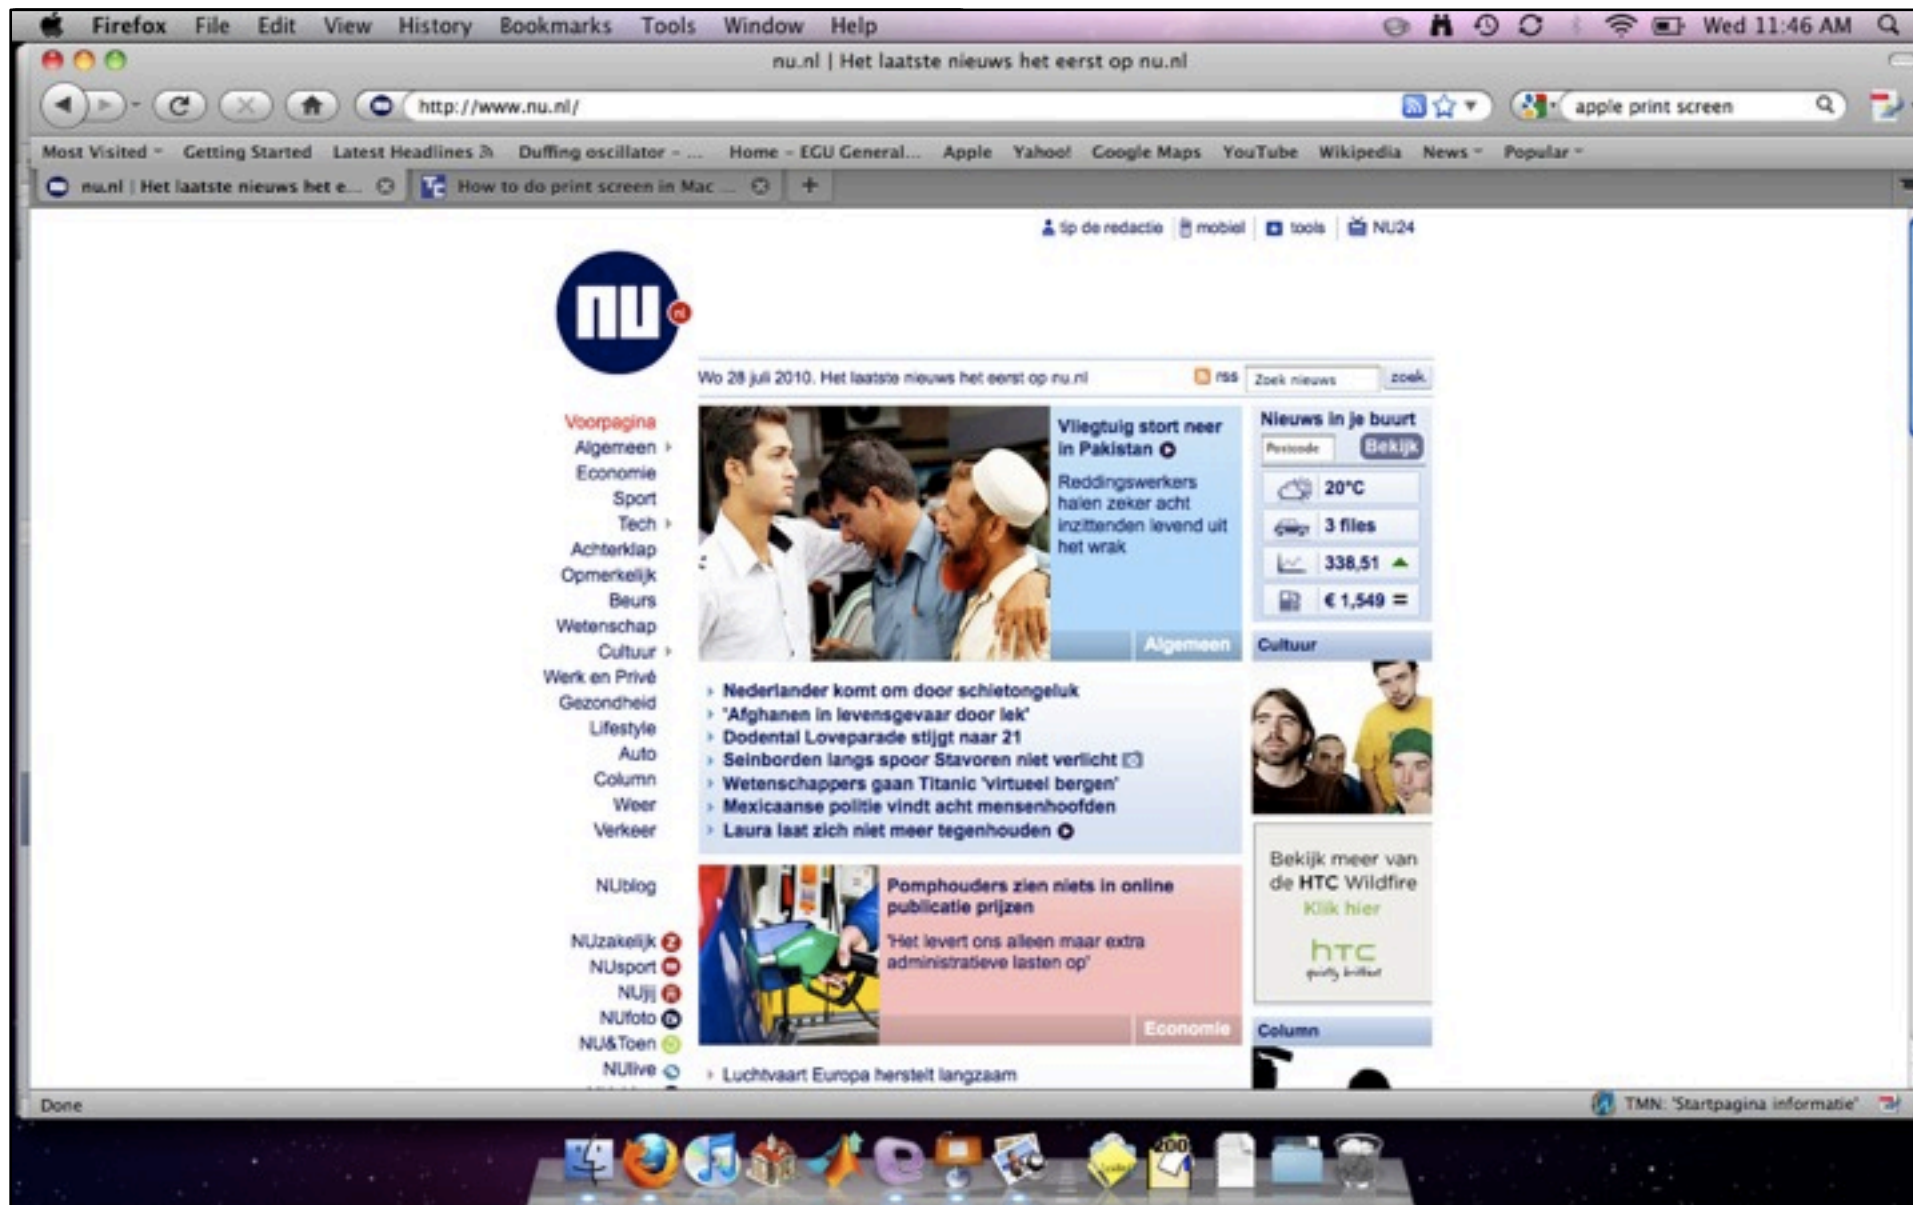 Firefox File Edit View History Bookmarks Tools Window Help Wed 11:46 AM
nu.nl | Het laatste nieuws het eerst op nu.nl
http://www.nu.nl/ apple print screen
Most Visited Getting Started Latest Headlines Duffing oscillator - ... Home - EGU General... Apple Yahoo! Google Maps YouTube Wikipedia News Popular
nu.nl | Het laatste nieuws het e... How to do print screen in Mac ... +
tip de redactie mobiel tools NU24
nu nl
Wo 28 juli 2010. Het laatste nieuws het eerst op nu.nl rss Zoek nieuws zoek
Voorpagina
Algemeen
Economie
Sport
Tech
Achterklap
Opmerkelijk
Beurs
Wetenschap
Cultuur
Werk en Privé
Gezondheid
Lifestyle
Auto
Column
Weer
Verkeer
NUblog
NUzakelijk
NUsport
NUjij
NUfoto
NU&Toen
NUlive
Vliegtuig stort neer
in Pakistan
Reddingswerkers
halen zeker acht
inzittenden levend uit
het wrak
Algemeen
Nederlander komt om door schietongeluk
'Afghanen in levensgevaar door lek'
Dodental Loveparade stijgt naar 21
Seinborden langs spoor Stavoren niet verlicht
Wetenschappers gaan Titanic 'virtueel bergen'
Mexicaanse politie vindt acht mensenhoofden
Laura laat zich niet meer tegenhouden
Pomphouders zien niets in online
publicatie prijzen
'Het levert ons alleen maar extra
administratieve lasten op'
Economie
Luchtvaart Europa herstelt langzaam
Nieuws in je buurt
Postcode Bekijk
20°C
3 files
338,51
€ 1,549 =
Cultuur
Bekijk meer van
de HTC Wildfire
Klik hier
hTC
quietly brilliant
Column
Done TMN: 'Startpagina informatie'